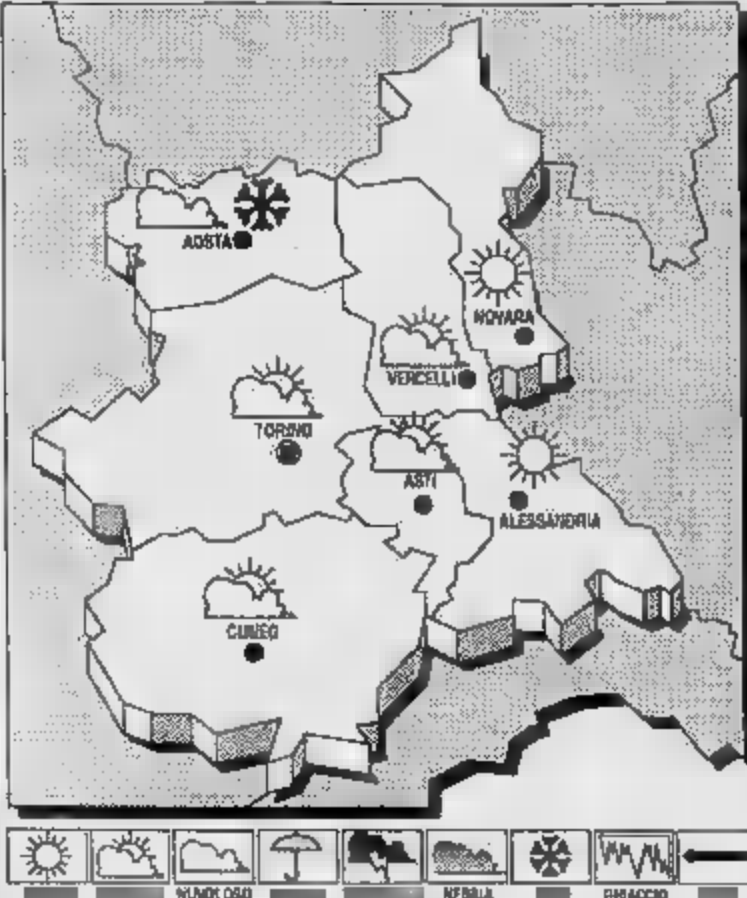 AOSTA
NOVARA
VERCELLI
TORINO
ASTI
ALESSANDRIA
CUNEO
NUVOLOSO NEBBIA GHIACCIO